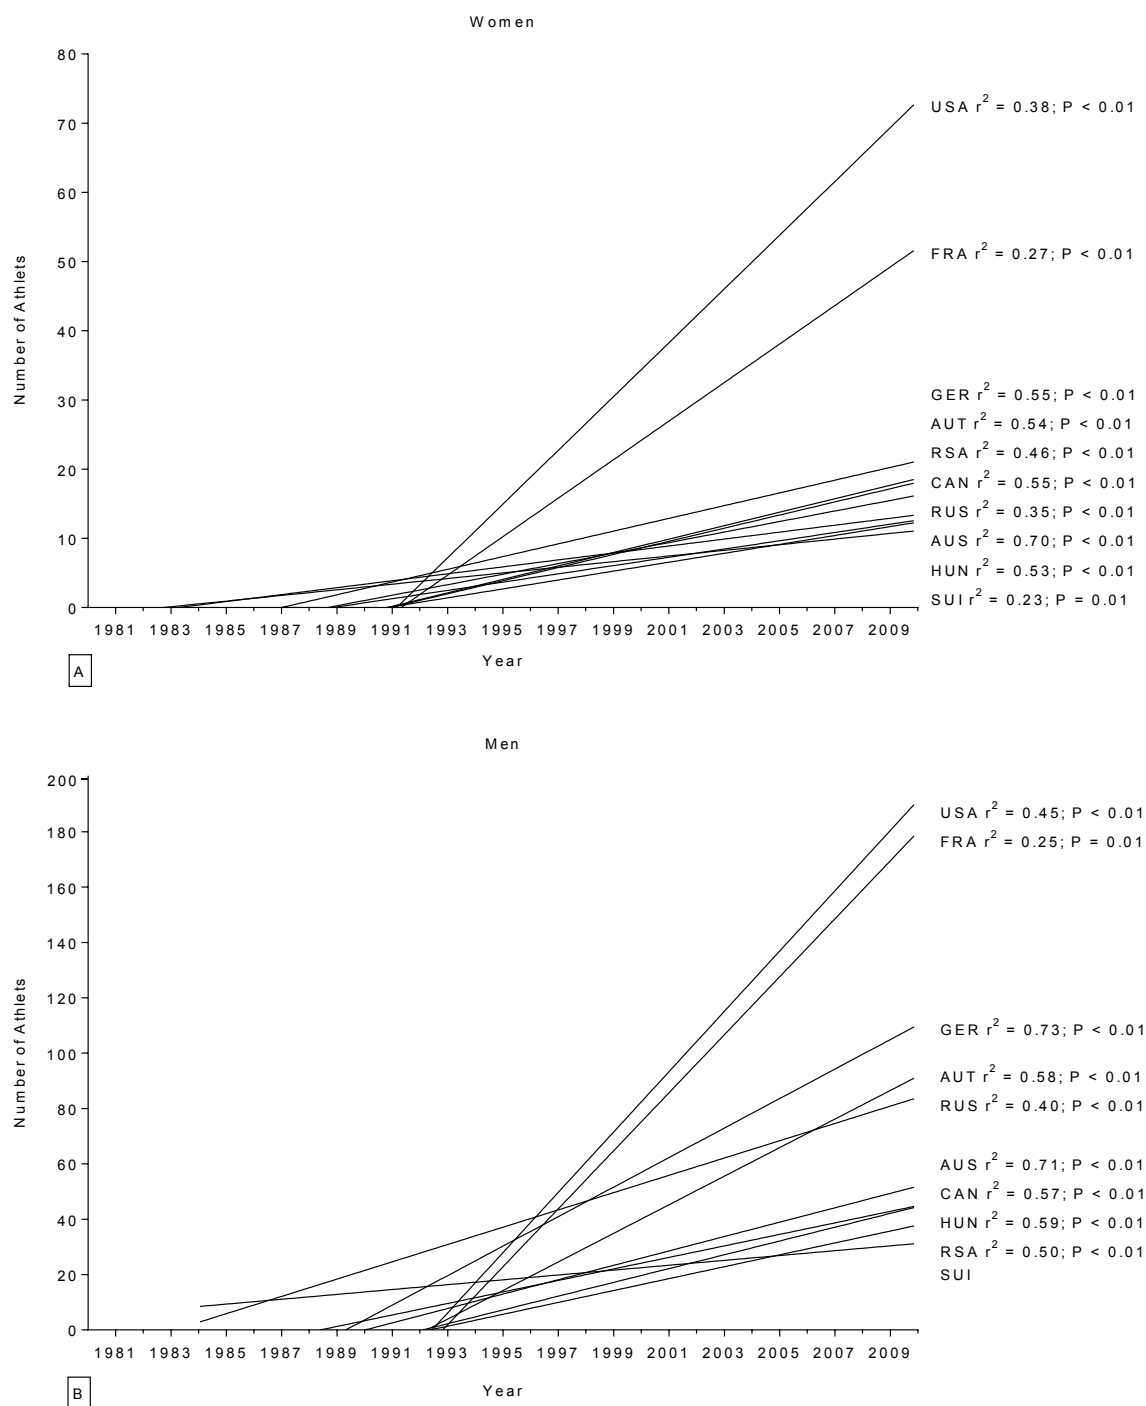 Women
80
70
60
50
40
30
20
10
0
Number of Athlets
USA r² = 0.38; P < 0.01
FRA r² = 0.27; P < 0.01
GER r² = 0.55; P < 0.01
AUT r² = 0.54; P < 0.01
RSA r² = 0.46; P < 0.01
CAN r² = 0.55; P < 0.01
RUS r² = 0.35; P < 0.01
AUS r² = 0.70; P < 0.01
HUN r² = 0.53; P < 0.01
SUI r² = 0.23; P = 0.01
1981 1983 1985 1987 1989 1991 1993 1995 1997 1999 2001 2003 2005 2007 2009
Year
A
Men
200
180
160
140
120
100
80
60
40
20
0
Number of Athlets
USA r² = 0.45; P < 0.01
FRA r² = 0.25; P = 0.01
GER r² = 0.73; P < 0.01
AUT r² = 0.58; P < 0.01
RUS r² = 0.40; P < 0.01
AUS r² = 0.71; P < 0.01
CAN r² = 0.57; P < 0.01
HUN r² = 0.59; P < 0.01
RSA r² = 0.50; P < 0.01
SUI
1981 1983 1985 1987 1989 1991 1993 1995 1997 1999 2001 2003 2005 2007 2009
Year
B